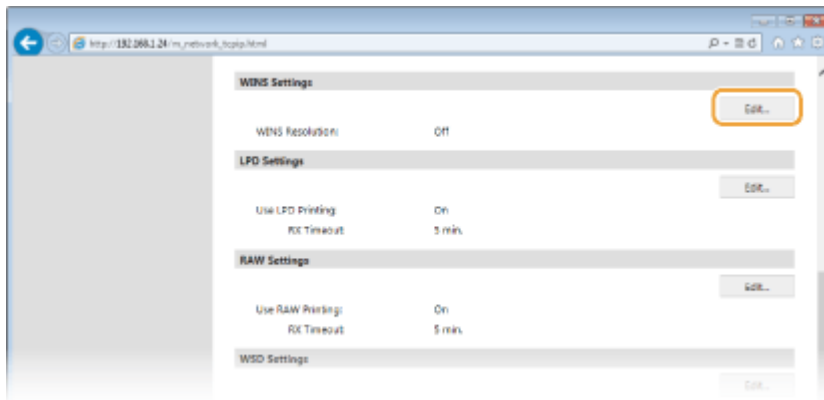 http://192.168.1.24/m_network_tcpip.html
WINS Settings
Edit...
WINS Resolution: Off
LPD Settings
Edit...
Use LPD Printing: On
RX Timeout: 5 min.
RAW Settings
Edit...
Use RAW Printing: On
RX Timeout: 5 min.
WSD Settings
Edit...